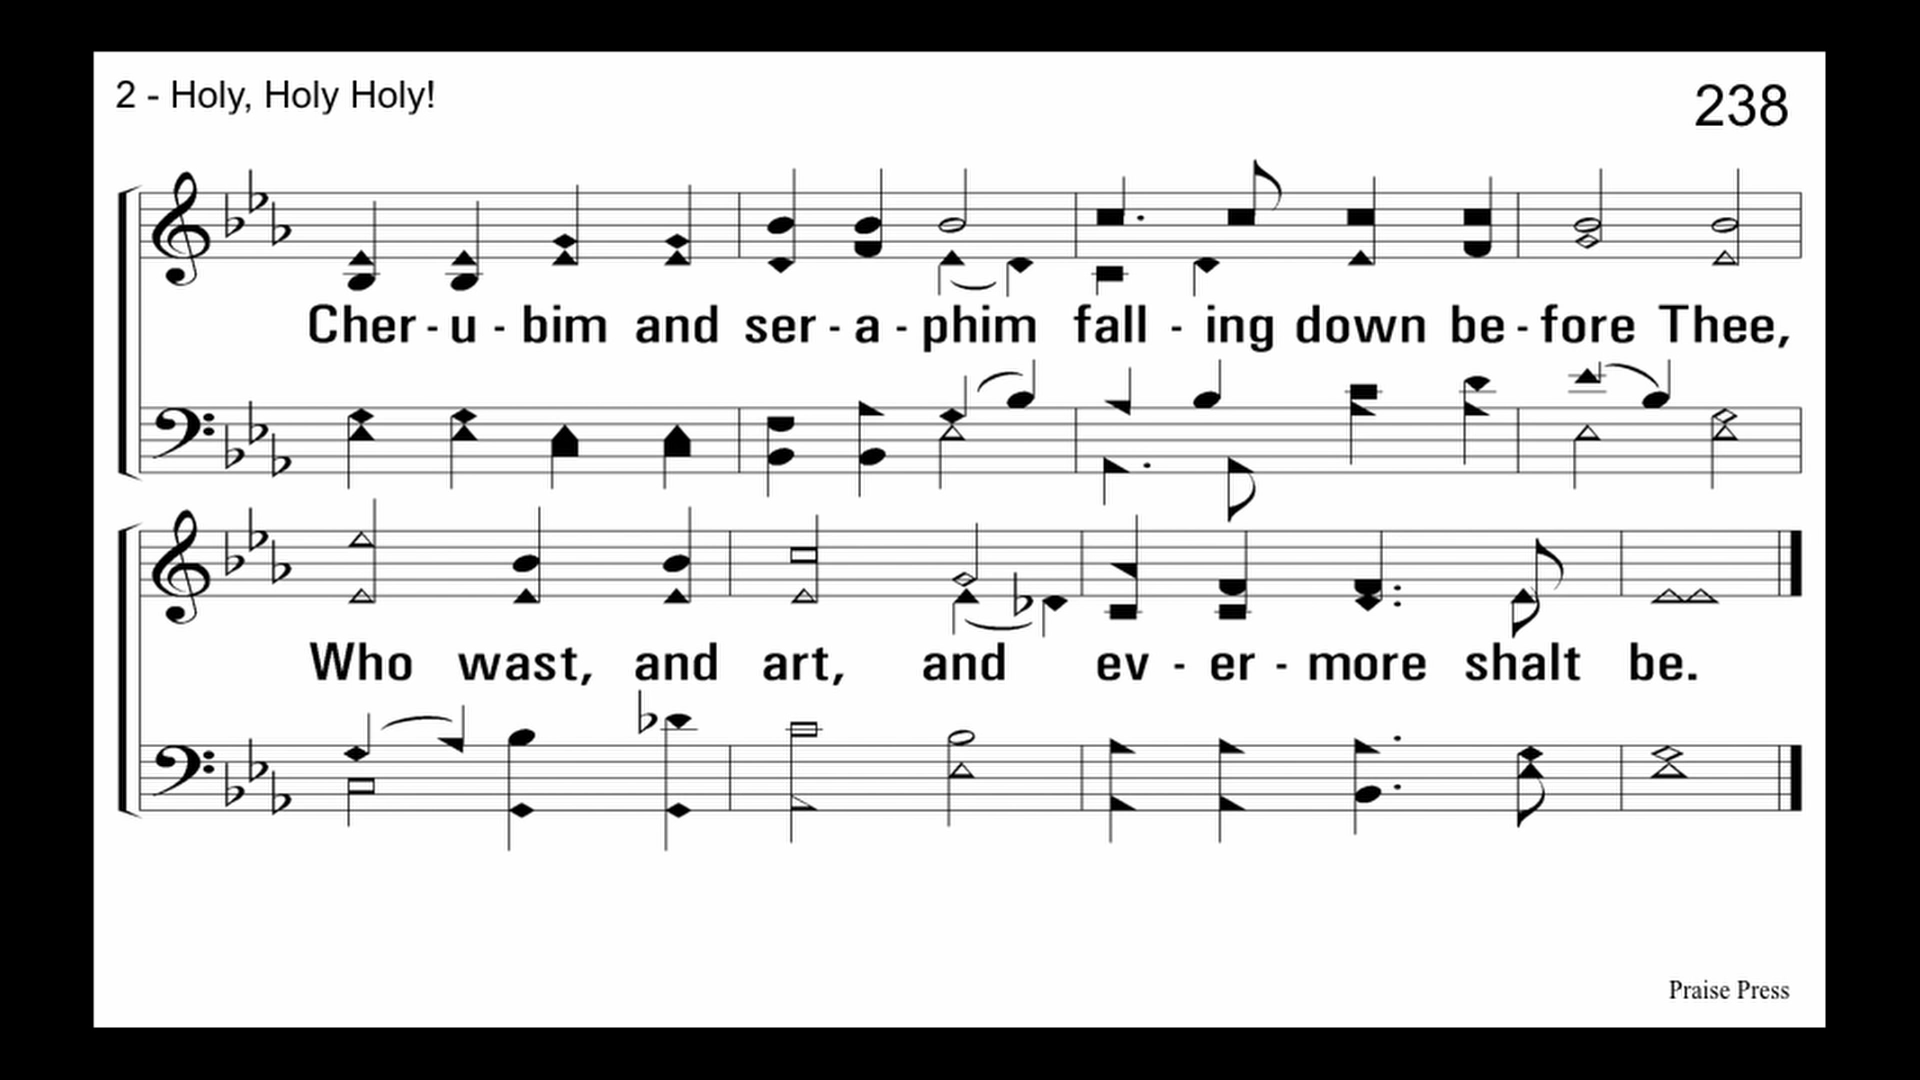 2 - Holy, Holy Holy!
238
Cher - u - bim and ser - a - phim fall - ing down be - fore Thee,
Who wast, and art, and ev - er - more shalt be.
Praise Press